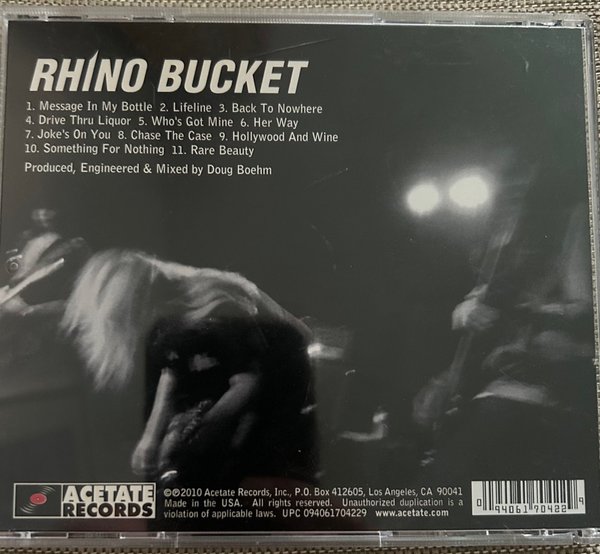 RHINO BUCKET
1. Message In My Bottle 2. Lifeline 3. Back To Nowhere
4. Drive Thru Liquor 5. Who's Got Mine 6. Her Way
7. Joke's On You 8. Chase The Case 9. Hollywood And Wine
10. Something For Nothing 11. Rare Beauty
Produced, Engineered & Mixed by Doug Boehm
ACETATE
RECORDS
©℗2010 Acetate Records, Inc., P.O. Box 412605, Los Angeles, CA 90041
Made in the USA. All rights reserved. Unauthorized duplication is a
violation of applicable laws. UPC 094061704229 www.acetate.com
0 94061 70422 9